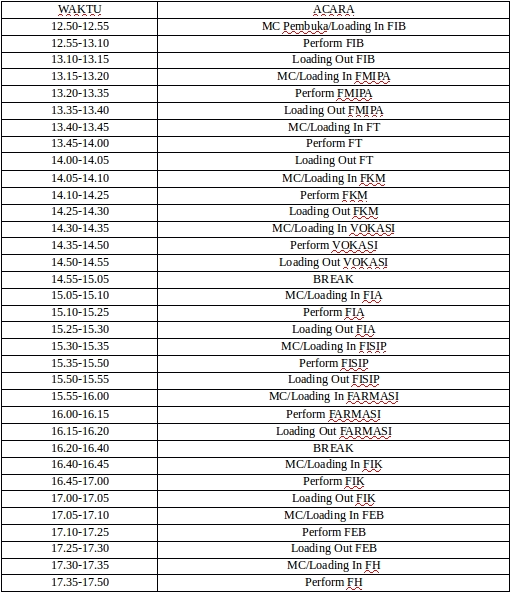 WAKTU ACARA
12.50-12.55 MC Pembuka/Loading In FIB
12.55-13.10 Perform FIB
13.10-13.15 Loading Out FIB
13.15-13.20 MC/Loading In FMIPA
13.20-13.35 Perform FMIPA
13.35-13.40 Loading Out FMIPA
13.40-13.45 MC/Loading In FT
13.45-14.00 Perform FT
14.00-14.05 Loading Out FT
14.05-14.10 MC/Loading In FKM
14.10-14.25 Perform FKM
14.25-14.30 Loading Out FKM
14.30-14.35 MC/Loading In VOKASI
14.35-14.50 Perform VOKASI
14.50-14.55 Loading Out VOKASI
14.55-15.05 BREAK
15.05-15.10 MC/Loading In FIA
15.10-15.25 Perform FIA
15.25-15.30 Loading Out FIA
15.30-15.35 MC/Loading In FISIP
15.35-15.50 Perform FISIP
15.50-15.55 Loading Out FISIP
15.55-16.00 MC/Loading In FARMASI
16.00-16.15 Perform FARMASI
16.15-16.20 Loading Out FARMASI
16.20-16.40 BREAK
16.40-16.45 MC/Loading In FIK
16.45-17.00 Perform FIK
17.00-17.05 Loading Out FIK
17.05-17.10 MC/Loading In FEB
17.10-17.25 Perform FEB
17.25-17.30 Loading Out FEB
17.30-17.35 MC/Loading In FH
17.35-17.50 Perform FH